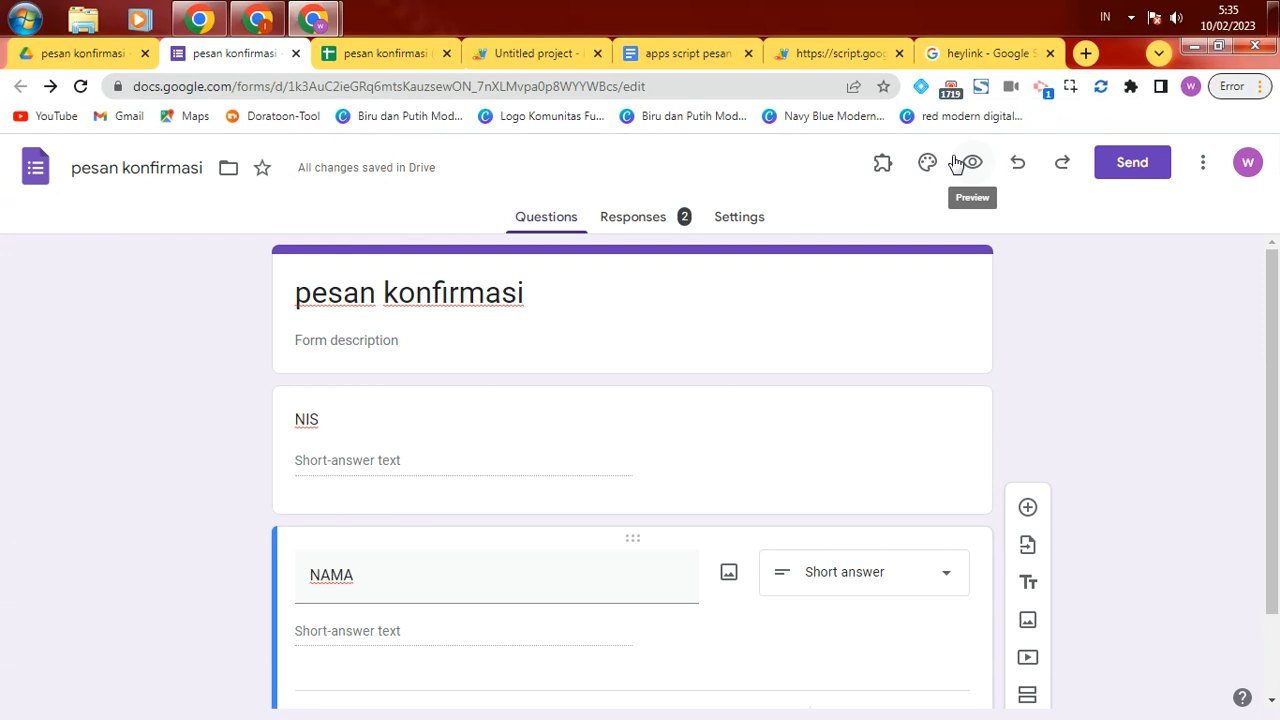 5:35
IN
10/02/2023
pesan konfirmasi
pesan konfirmasi -
pesan konfirmasi (
Untitled project -
apps script pesan
https://script.goog
heylink - Google S
docs.google.com/forms/d/1k3AuC2jnGRq6mtxKautsewON_7rXLMvpa0p8WYYWBcs/edit
1719
1
W
Error
YouTube
Gmail
Maps
Doratoon-Tool
Biru dan Putih Mod...
Logo Komunitas Fu...
Biru dan Putih Mod...
Navy Blue Modern...
red modern digital...
pesan konfirmasi
All changes saved in Drive
Send
W
Preview
Questions
Responses
2
Settings
pesan konfirmasi
Form description
NIS
Short-answer text
NAMA
Short answer
Short-answer text